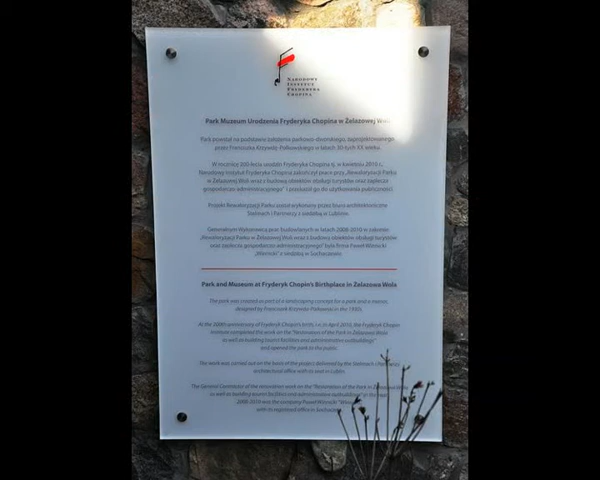 NARODOWY
INSTYTUT
FRYDERYKA
CHOPINA
Park Muzeum Urodzenia Fryderyka Chopina w Żelazowej Woli
Park powstał na podstawie założenia parkowo-dworskiego, zaprojektowanego
przez Franciszka Krzywdę-Polkowskiego w latach 30-tych XX wieku.
W rocznicę 200-lecia urodzin Fryderyka Chopina tj. w kwietniu 2010 r.,
Narodowy Instytut Fryderyka Chopina zakończył prace przy „Rewaloryzacji Parku
w Żelazowej Woli wraz z budową obiektów obsługi turystów oraz zaplecza
gospodarczo administracyjnego" i przekazał go do użytkowania publiczności.
Projekt Rewaloryzacji Parku został wykonany przez biuro architektoniczne
Stelmach i Partnerzy z siedzibą w Lublinie.
Generalnym Wykonawcą prac budowlanych w latach 2008-2010 w zakresie:
„Rewaloryzacji Parku w Żelazowej Woli wraz z budową obiektów obsługi turystów
oraz zaplecza gospodarczo administracyjnego" była firma Paweł Winnicki
„Winnicki" z siedzibą w Sochaczewie.
Park and Museum at Fryderyk Chopin's Birthplace in Żelazowa Wola
The park was created as part of a landscaping concept for a park and a manor,
designed by Franciszek Krzywda-Polkowski in the 1930s.
At the 200th anniversary of Fryderyk Chopin's birth, i.e. in April 2010, the Fryderyk Chopin
Institute completed the work on the "Restoration of the Park in Żelazowa Wola
as well as building tourist facilities and administrative outbuildings"
and opened the park to the public.
The work was carried out on the basis of the project delivered by the Stelmach i Partnerzy
architectural office with its seat in Lublin.
The General Contractor of the renovation work on the "Restoration of the Park in Żelazowa Wola
as well as building tourist facilities and administrative outbuildings" in the years
2008-2010 was the company Paweł Winnicki "Winnicki"
with its registered office in Sochaczew.